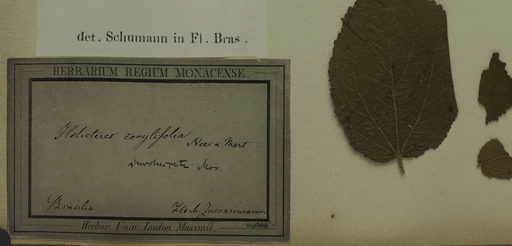 det. Schumann in Fl. Bras.
HERBARIUM REGIUM MONACENSE.
Helicteres corylifolia Nees & Mart
Brasilia
Herb. Zuccarinianum
Herbar. Univ. Ludov. Maximil.